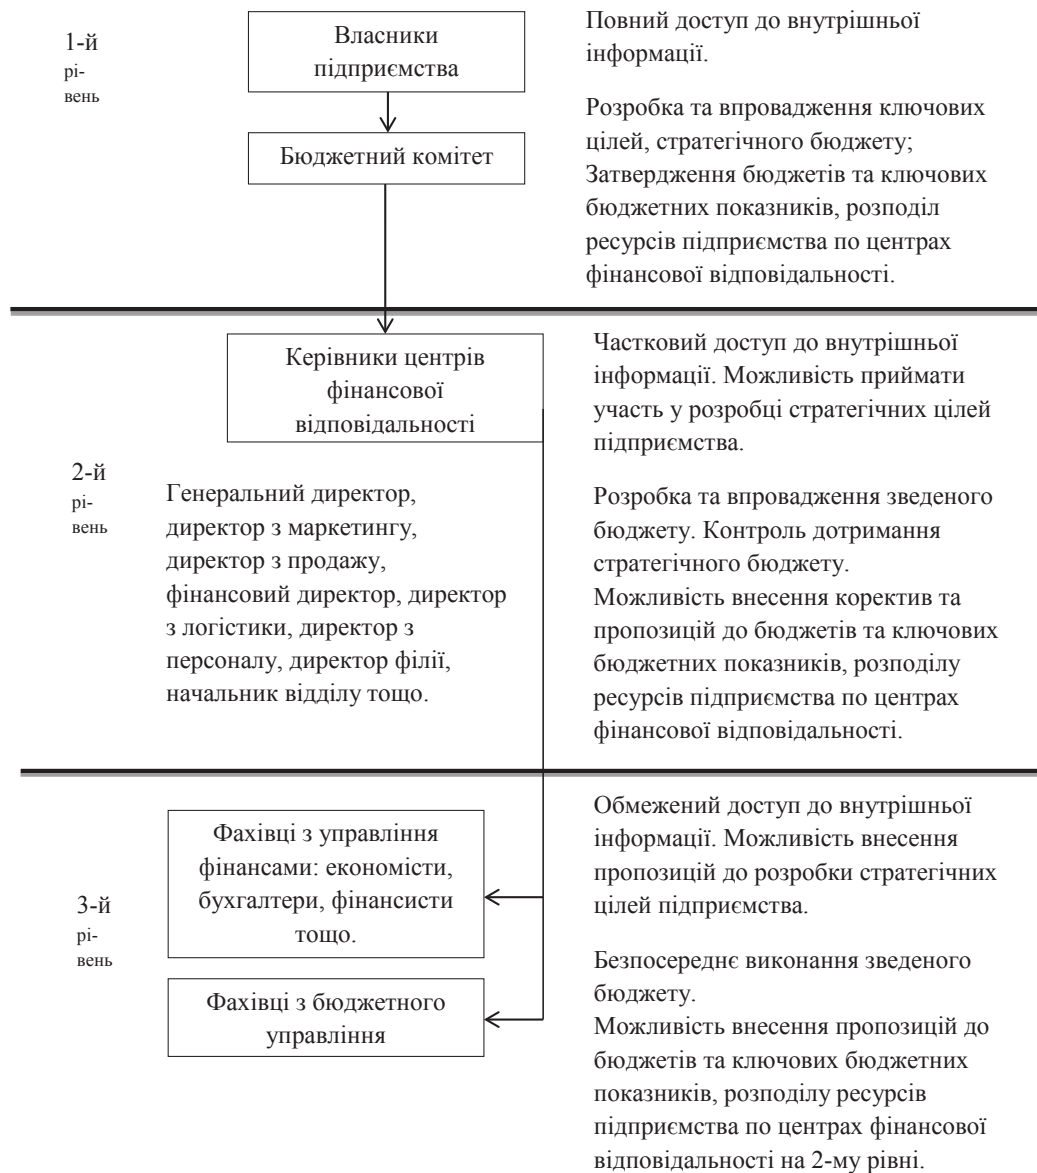 1-й
рі-
вень
Власники
підприємства
Бюджетний комітет
Повний доступ до внутрішньої
інформації.
Розробка та впровадження ключових
цілей, стратегічного бюджету;
Затвердження бюджетів та ключових
бюджетних показників, розподіл
ресурсів підприємства по центрах
фінансової відповідальності.
2-й
рі-
вень
Керівники центрів
фінансової
відповідальності
Генеральний директор,
директор з маркетингу,
директор з продажу,
фінансовий директор, директор
з логістики, директор з
персоналу, директор філії,
начальник відділу тощо.
Частковий доступ до внутрішньої
інформації. Можливість приймати
участь у розробці стратегічних цілей
підприємства.
Розробка та впровадження зведеного
бюджету. Контроль дотримання
стратегічного бюджету.
Можливість внесення коректив та
пропозицій до бюджетів та ключових
бюджетних показників, розподілу
ресурсів підприємства по центрах
фінансової відповідальності.
3-й
рі-
вень
Фахівці з управління
фінансами: економісти,
бухгалтери, фінансисти
тощо.
Фахівці з бюджетного
управління
Обмежений доступ до внутрішньої
інформації. Можливість внесення
пропозицій до розробки стратегічних
цілей підприємства.
Безпосереднє виконання зведеного
бюджету.
Можливість внесення пропозицій до
бюджетів та ключових бюджетних
показників, розподілу ресурсів
підприємства по центрах фінансової
відповідальності на 2-му рівні.